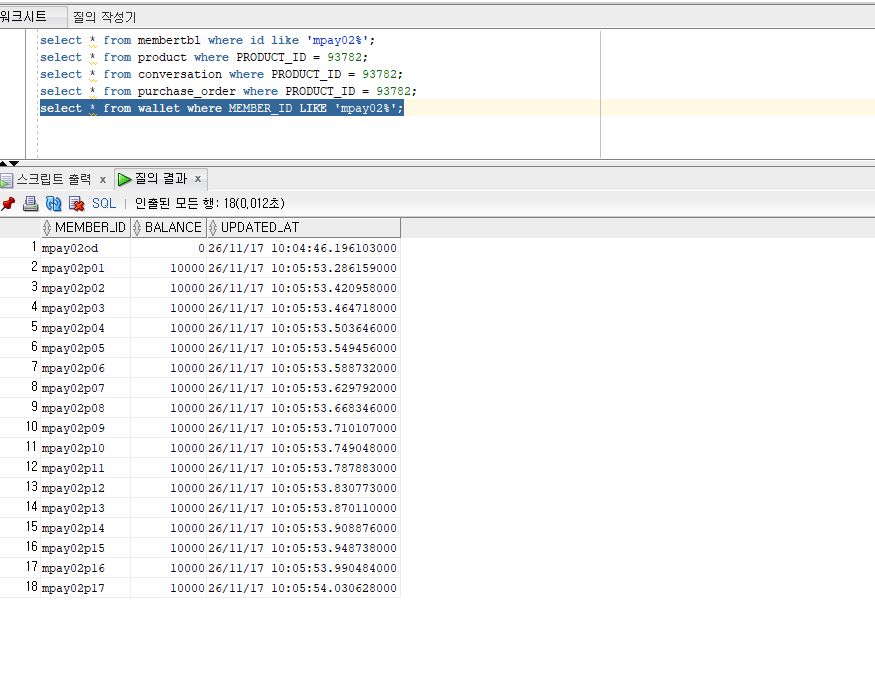 워크시트 질의 작성기
select * from membertbl where id like 'mpay02%';
select * from product where PRODUCT_ID = 93782;
select * from conversation where PRODUCT_ID = 93782;
select * from purchase_order where PRODUCT_ID = 93782;
select * from wallet where MEMBER_ID LIKE 'mpay02%';
스크립트 출력 x 질의 결과 x
SQL | 인출된 모든 행: 18(0,012초)
MEMBER_ID BALANCE UPDATED_AT
1 mpay02od 0 26/11/17 10:04:46.196103000
2 mpay02p01 10000 26/11/17 10:05:53.286159000
3 mpay02p02 10000 26/11/17 10:05:53.420958000
4 mpay02p03 10000 26/11/17 10:05:53.464718000
5 mpay02p04 10000 26/11/17 10:05:53.503646000
6 mpay02p05 10000 26/11/17 10:05:53.549456000
7 mpay02p06 10000 26/11/17 10:05:53.588732000
8 mpay02p07 10000 26/11/17 10:05:53.629792000
9 mpay02p08 10000 26/11/17 10:05:53.668346000
10 mpay02p09 10000 26/11/17 10:05:53.710107000
11 mpay02p10 10000 26/11/17 10:05:53.749048000
12 mpay02p11 10000 26/11/17 10:05:53.787883000
13 mpay02p12 10000 26/11/17 10:05:53.830773000
14 mpay02p13 10000 26/11/17 10:05:53.870110000
15 mpay02p14 10000 26/11/17 10:05:53.908876000
16 mpay02p15 10000 26/11/17 10:05:53.948738000
17 mpay02p16 10000 26/11/17 10:05:53.990484000
18 mpay02p17 10000 26/11/17 10:05:54.030628000